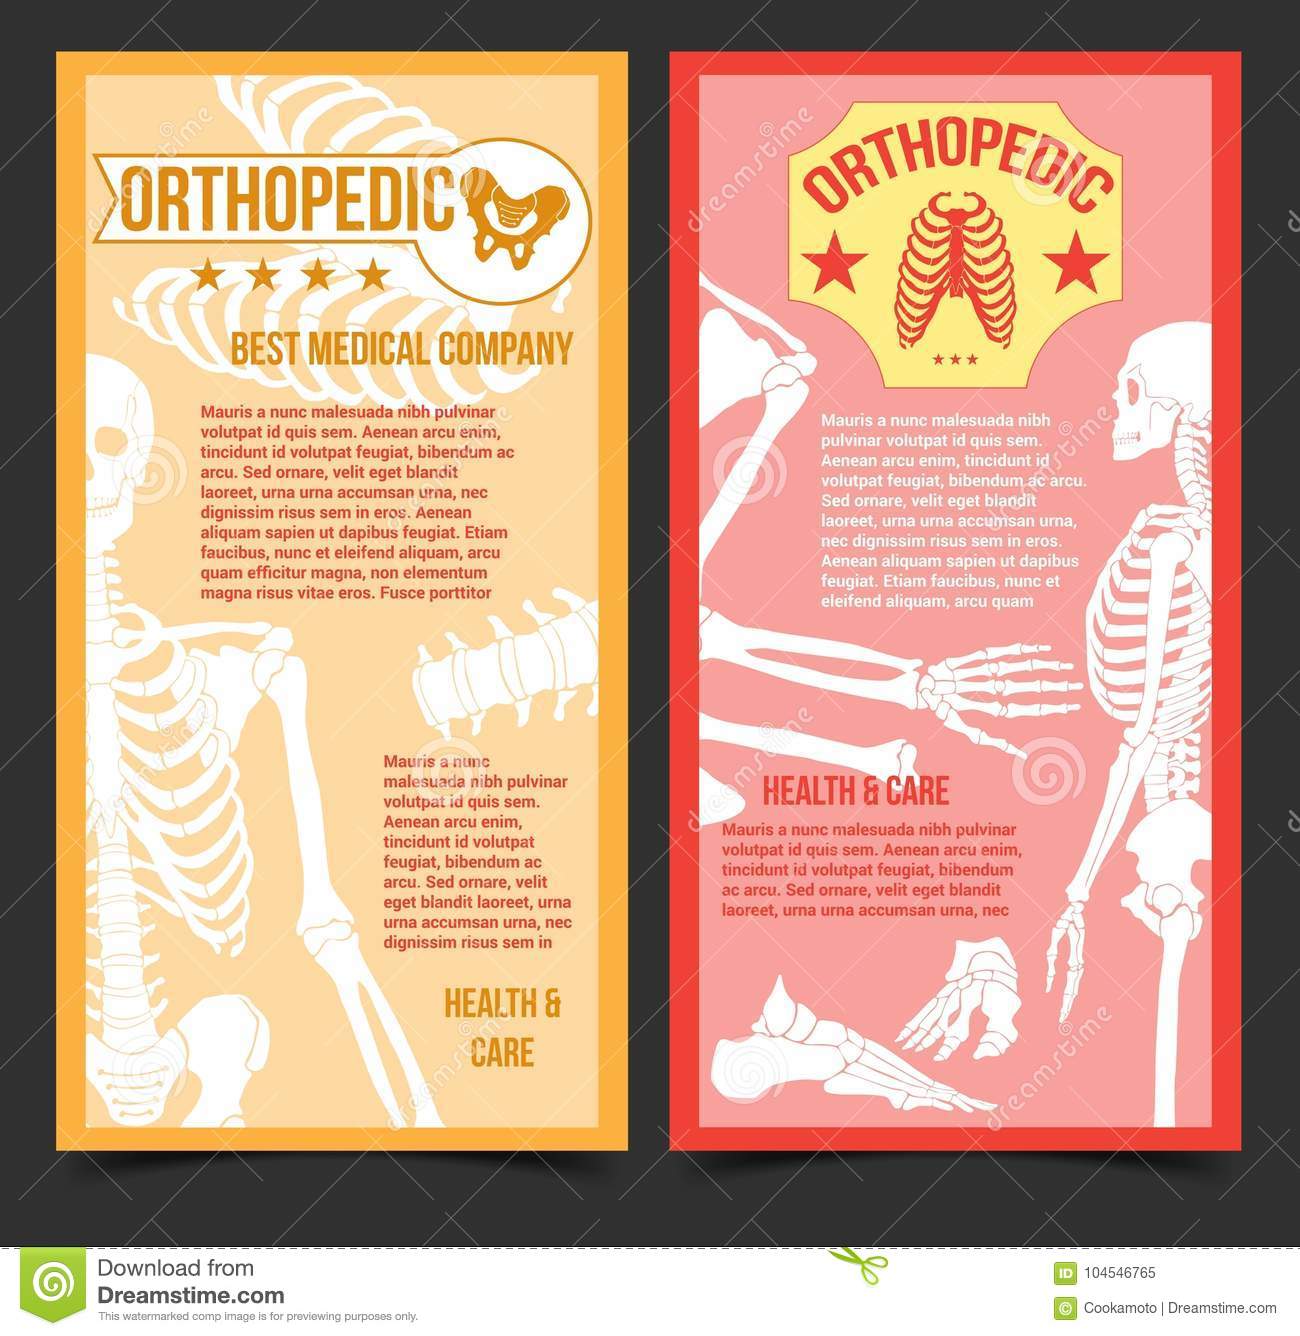 ORTHOPEDIC
BEST MEDICAL COMPANY
Mauris a nunc malesuada nibh pulvinar
volutpat id quis sem. Aenean arcu enim,
tincidunt id volutpat feugiat, bibendum ac
arcu. Sed ornare, velit eget blandit
laoreet, urna urna accumsan urna, nec
dignissim risus sem in eros. Aenean
aliquam sapien ut dapibus feugiat. Etiam
faucibus, nunc et eleifend aliquam, arcu
quam efficitur magna, non elementum
magna risus vitae eros. Fusce porttitor
Mauris a nunc
malesuada nibh pulvinar
volutpat id quis sem.
Aenean arcu enim,
tincidunt id volutpat
feugiat, bibendum ac
arcu. Sed ornare, velit
eget blandit laoreet, urna
urna accumsan urna, nec
dignissim risus sem in
HEALTH &
CARE
ORTHOPEDIC
Mauris a nunc malesuada nibh
pulvinar volutpat id quis sem.
Aenean arcu enim, tincidunt id
volutpat feugiat, bibendum ac arcu.
Sed ornare, velit eget blandit
laoreet, urna urna accumsan urna,
nec dignissim risus sem in eros.
Aenean aliquam sapien ut dapibus
feugiat. Etiam faucibus, nunc et
eleifend aliquam, arcu quam
HEALTH & CARE
Mauris a nunc malesuada nibh pulvinar
volutpat id quis sem. Aenean arcu enim,
tincidunt id volutpat feugiat, bibendum
ac arcu. Sed ornare, velit eget blandit
laoreet, urna urna accumsan urna, nec
Download from
Dreamstime.com
This watermarked comp image is for previewing purposes only.
ID 104546765
© Cookamoto | Dreamstime.com